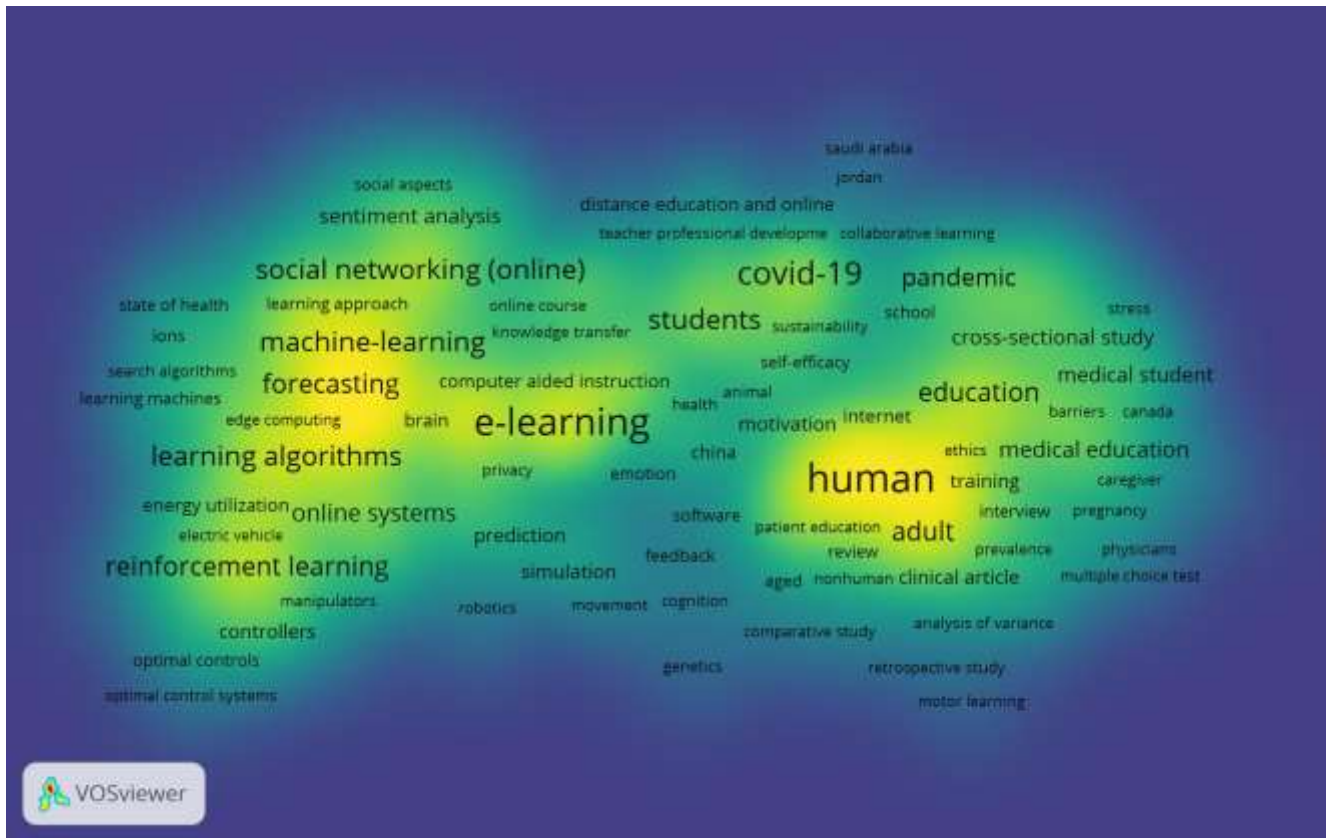 saudi arabia
jordan
social aspects
distance education and online
sentiment analysis
teacher professional developme
collaborative learning
social networking (online)
covid-19
pandemic
state of health
learning approach
online course
school
stress
students
sustainability
ions
machine-learning
knowledge transfer
cross-sectional study
self-efficacy
search algorithms
forecasting
computer aided instruction
medical student
learning machines
health
animal
education
edge computing
brain
e-learning
motivation
internet
barriers
canada
learning algorithms
china
ethics
medical education
privacy
emotion
human
training
caregiver
energy utilization
online systems
software
interview
pregnancy
electric vehicle
prediction
patient education
adult
reinforcement learning
simulation
feedback
review
prevalence
physicians
aged
nonhuman
clinical article
multiple choice test
manipulators
robotics
movement
cognition
controllers
comparative study
analysis of variance
optimal controls
genetics
retrospective study
optimal control systems
motor learning
VOSviewer